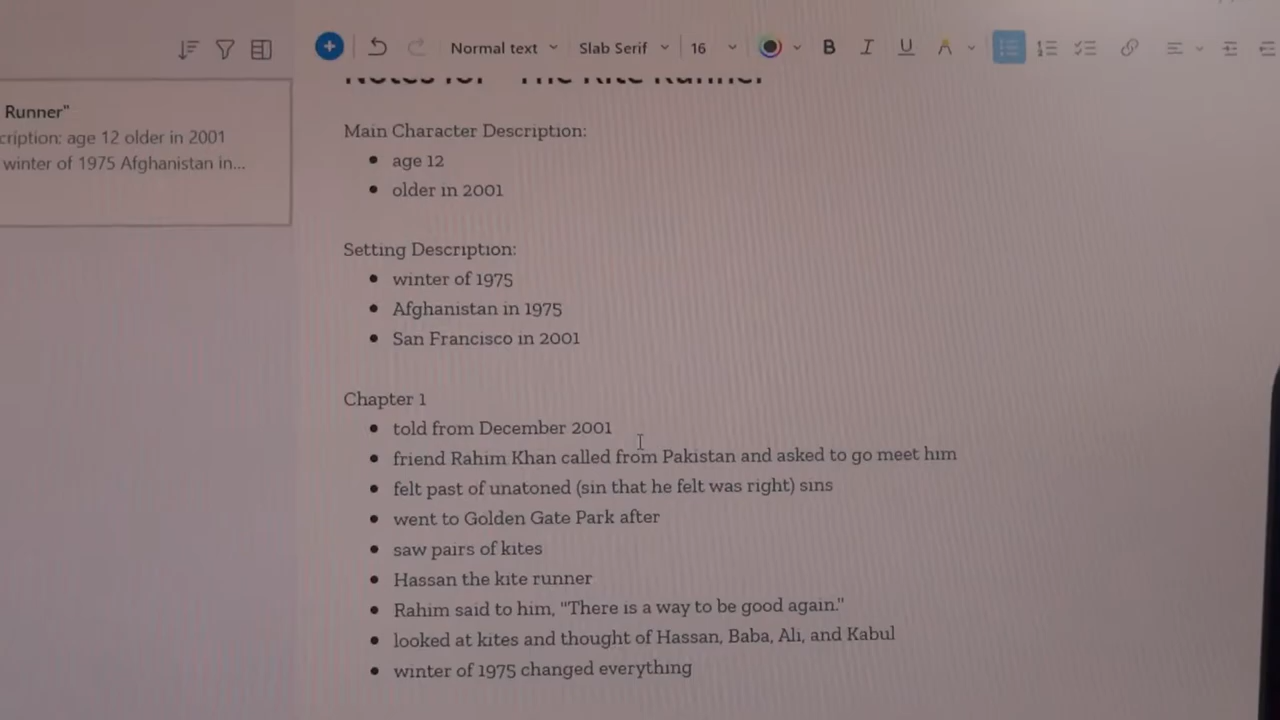 Normal text Slab Serif 16 B I U A
Runner"
cription: age 12 older in 2001
winter of 1975 Afghanistan in...
Notes for "The Kite Runner"
Main Character Description:
• age 12
• older in 2001
Setting Description:
• winter of 1975
• Afghanistan in 1975
• San Francisco in 2001
Chapter 1
• told from December 2001
• friend Rahim Khan called from Pakistan and asked to go meet him
• felt past of unatoned (sin that he felt was right) sins
• went to Golden Gate Park after
• saw pairs of kites
• Hassan the kite runner
• Rahim said to him, "There is a way to be good again."
• looked at kites and thought of Hassan, Baba, Ali, and Kabul
• winter of 1975 changed everything